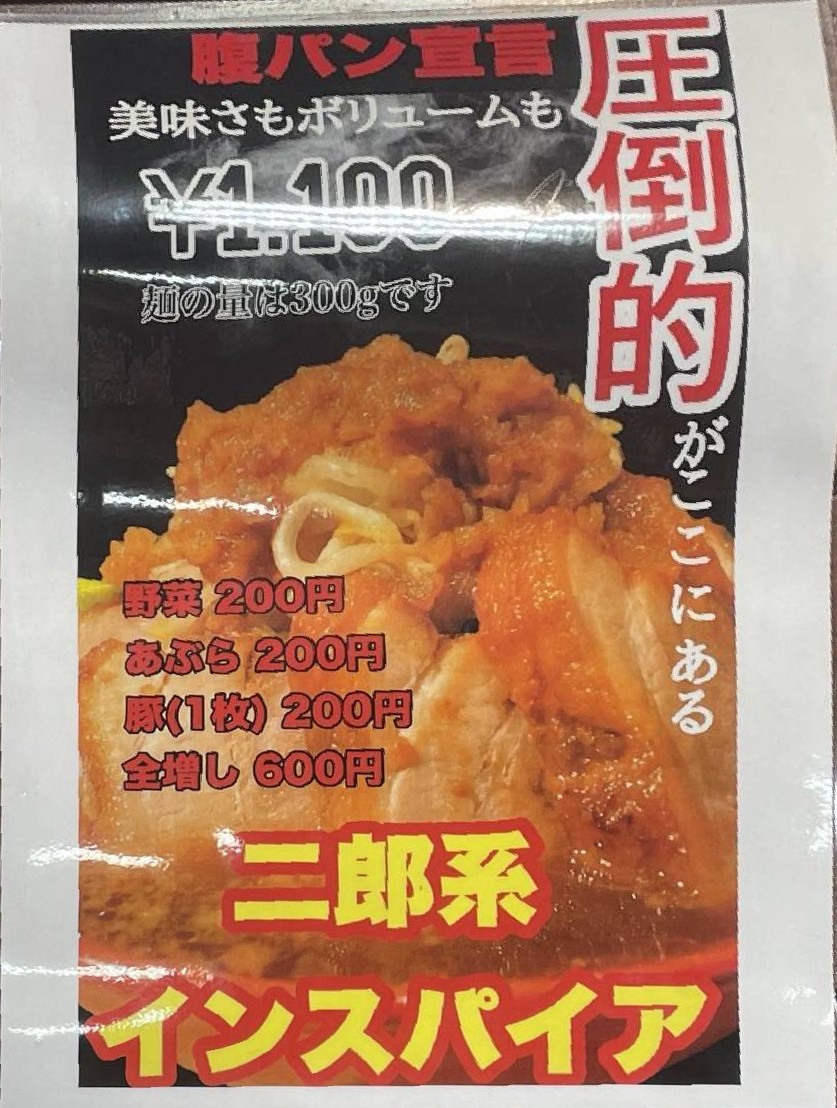 腹パン宣言
美味さもボリュームも
圧倒的がここにある
¥1.100
麺の量は300gです
野菜 200円
あぶら 200円
豚(1枚) 200円
全増し 600円
二郎系
インスパイア